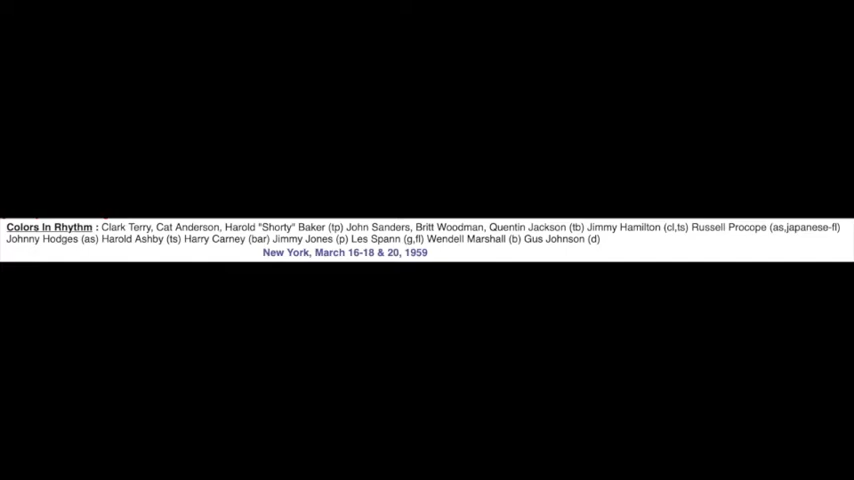 Colors In Rhythm : Clark Terry, Cat Anderson, Harold "Shorty" Baker (tp) John Sanders, Britt Woodman, Quentin Jackson (tb) Jimmy Hamilton (cl,ts) Russell Procope (as,japanese-fl)
Johnny Hodges (as) Harold Ashby (ts) Harry Carney (bar) Jimmy Jones (p) Les Spann (g,fl) Wendell Marshall (b) Gus Johnson (d)
New York, March 16-18 & 20, 1959